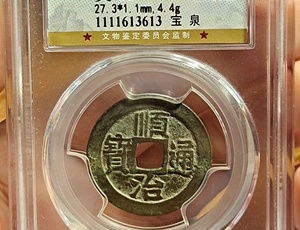 27.3*1.1mm, 4.4g
1111613613 宝 泉
★ 文物鉴定委员会监制 ★
順
寶 通
治